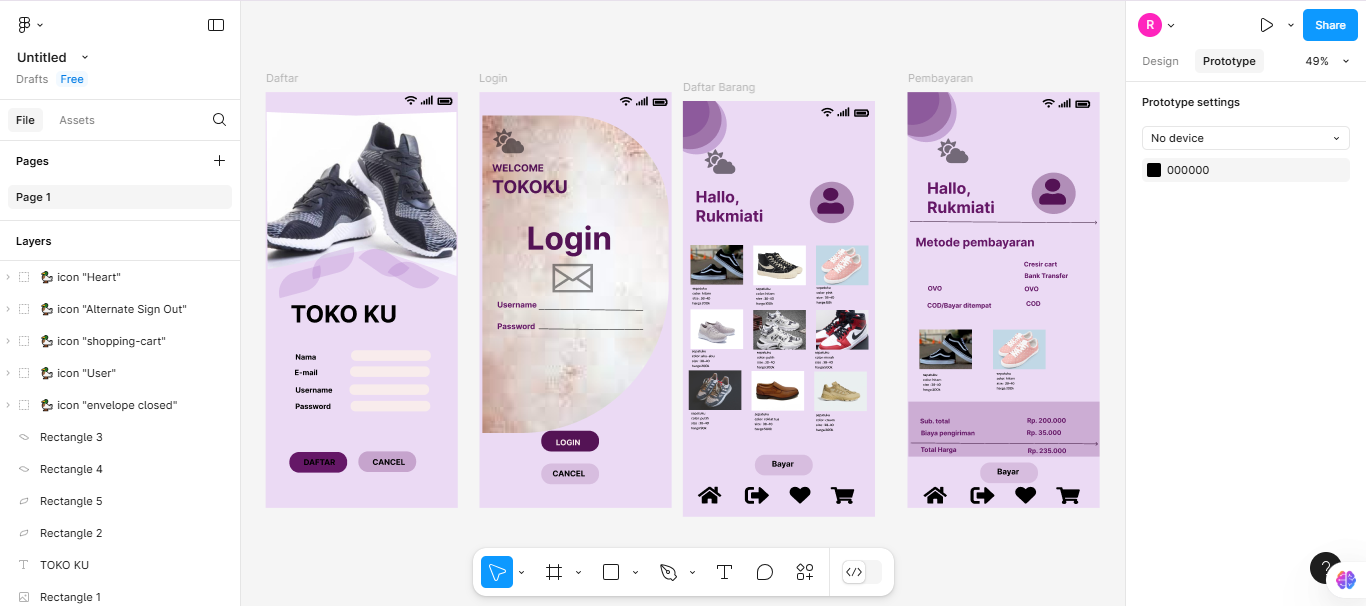 Untitled
Drafts Free
File Assets
Pages
Page 1
Layers
icon "Heart"
icon "Alternate Sign Out"
icon "shopping-cart"
icon "User"
icon "envelope closed"
Rectangle 3
Rectangle 4
Rectangle 5
Rectangle 2
TOKO KU
Rectangle 1
Daftar
TOKO KU
Nama
E-mail
Username
Password
DAFTAR CANCEL
Login
WELCOME
TOKOKU
Login
Username
Password
LOGIN
CANCEL
Daftar Barang
Hallo,
Rukmiati
Bayar
Pembayaran
Hallo,
Rukmiati
Metode pembayaran
Cresir cart
Bank Transfer
OVO OVO
COD/Bayar ditempat COD
Sub. total Rp. 200.000
Biaya pengiriman Rp. 35.000
Total Harga Rp. 235.000
Bayar
R
Share
Design Prototype 49%
Prototype settings
No device
000000
?